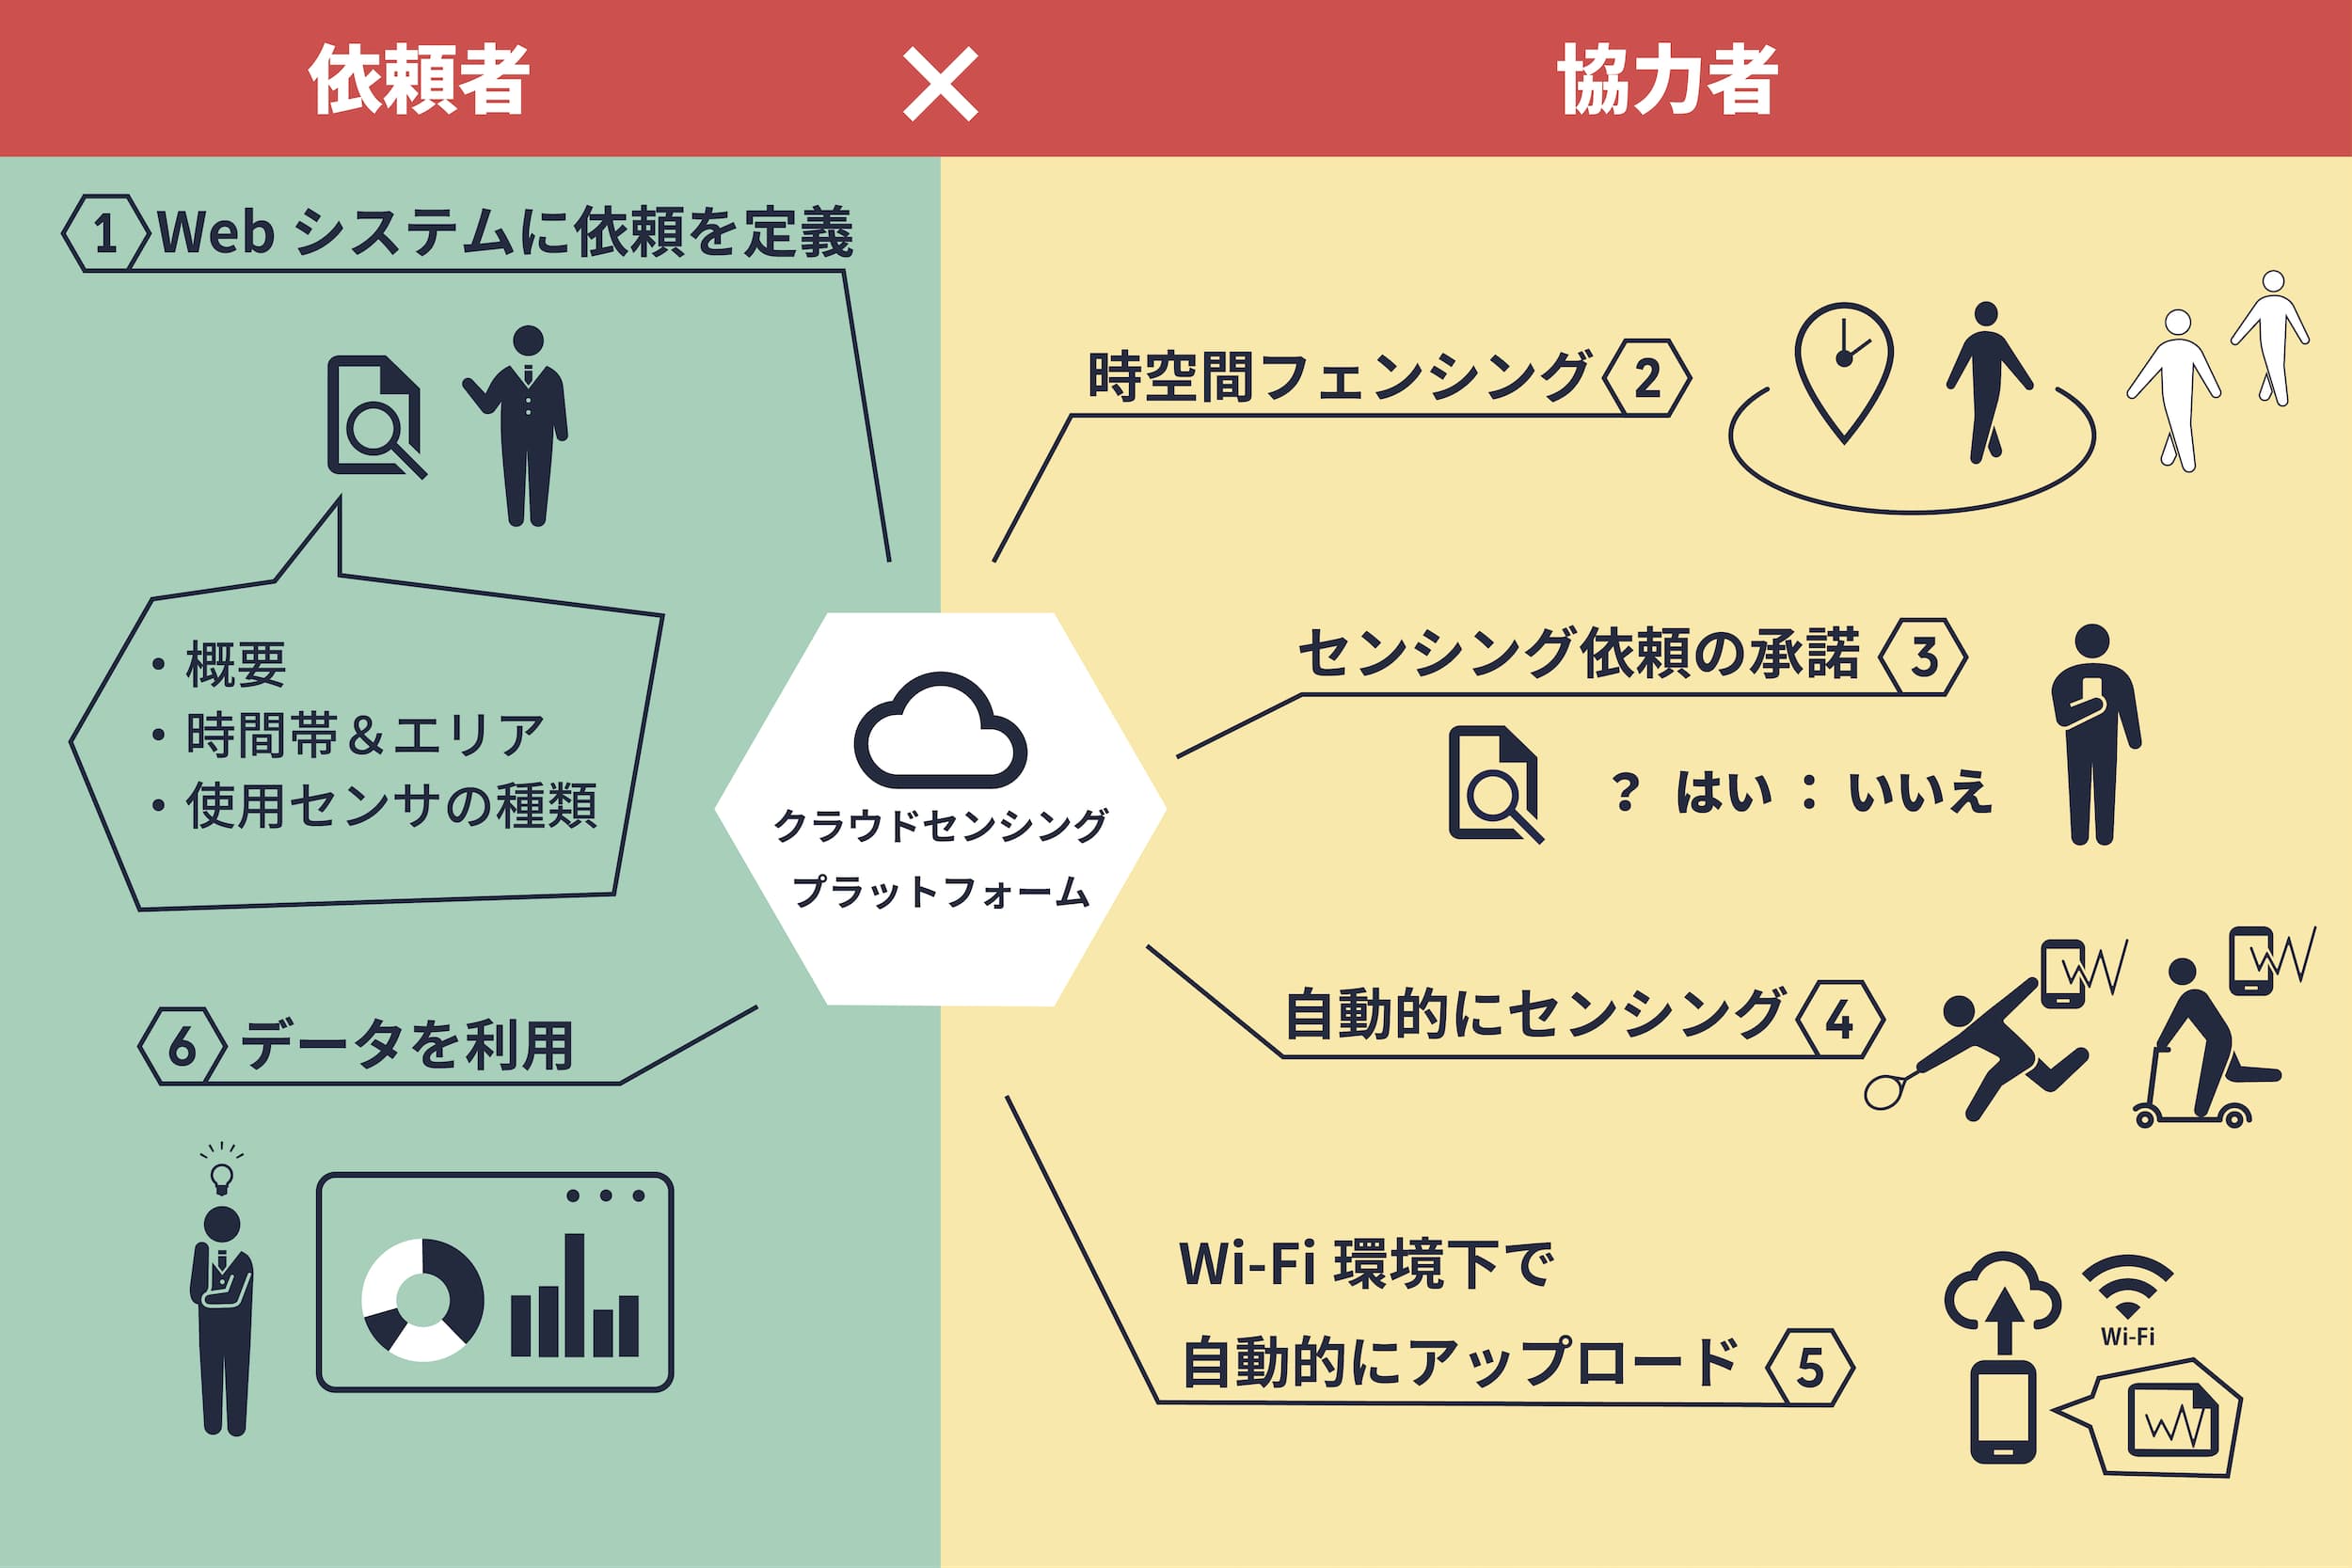 依頼者 × 協力者
1 Web システムに依頼を定義
・概要
・時間帯＆エリア
・使用センサの種類
時空間フェンシング 2
センシング依頼の承諾 3
？ はい ： いいえ
クラウドセンシング
プラットフォーム
自動的にセンシング 4
Wi-Fi 環境下で
自動的にアップロード 5
Wi-Fi
6 データを利用